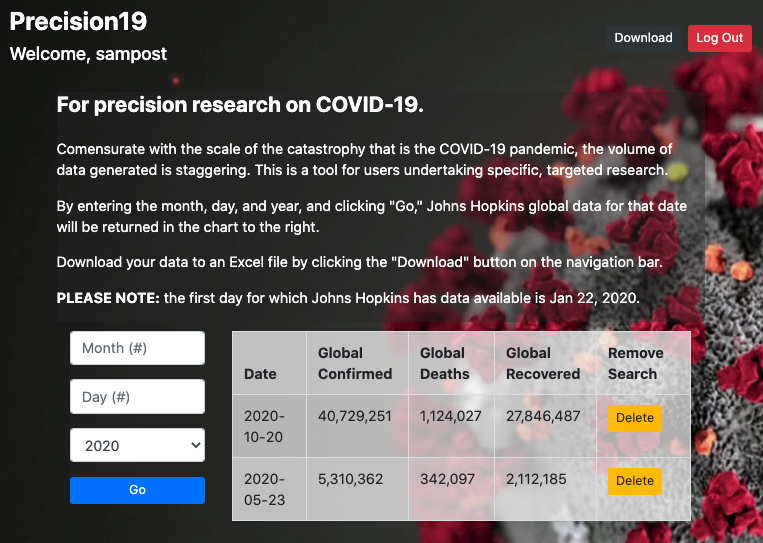 Precision19
Welcome, sampost
Download
Log Out
For precision research on COVID-19.
Comensurate with the scale of the catastrophy that is the COVID-19 pandemic, the volume of
data generated is staggering. This is a tool for users undertaking specific, targeted research.
By entering the month, day, and year, and clicking "Go," Johns Hopkins global data for that date
will be returned in the chart to the right.
Download your data to an Excel file by clicking the "Download" button on the navigation bar.
PLEASE NOTE: the first day for which Johns Hopkins has data available is Jan 22, 2020.
Month (#)
Day (#)
2020
Go
Date
Global
Confirmed
Global
Deaths
Global
Recovered
Remove
Search
2020-
10-20
40,729,251
1,124,027
27,846,487
Delete
2020-
05-23
5,310,362
342,097
2,112,185
Delete